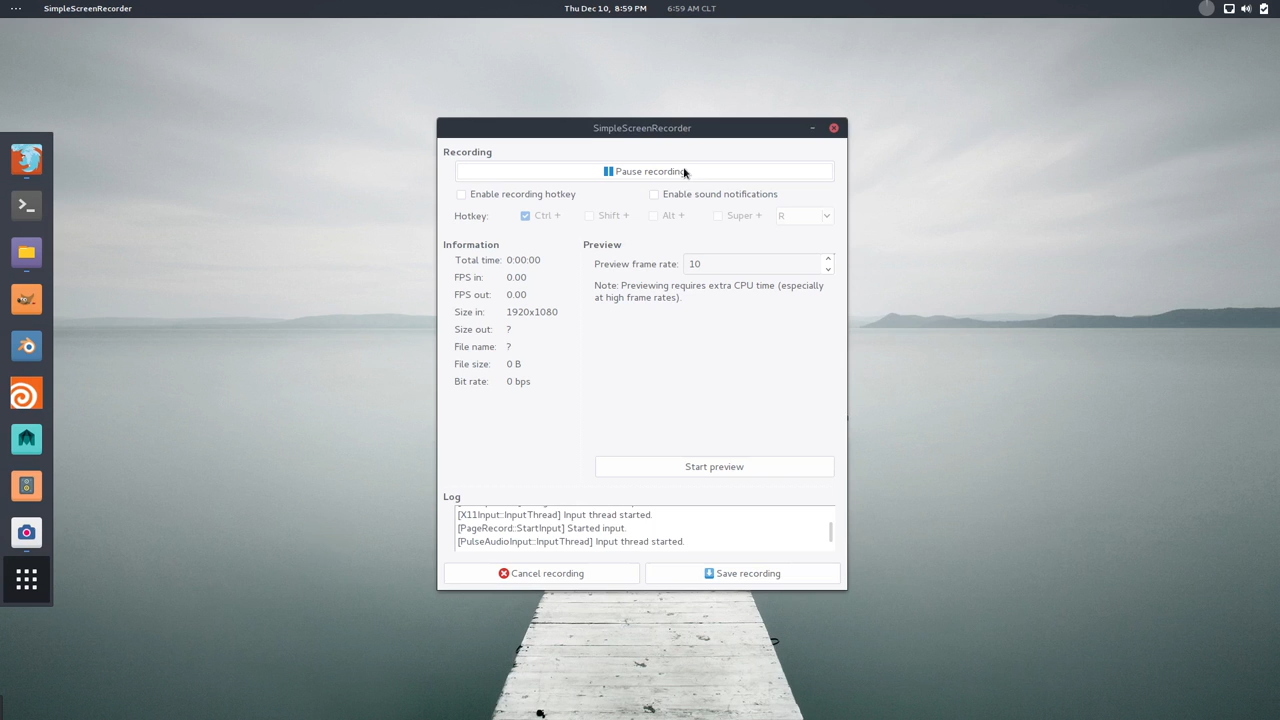 SimpleScreenRecorder
Thu Dec 10, 8:59 PM
6:59 AM CLT
SimpleScreenRecorder
Recording
Pause recording
Enable recording hotkey
Enable sound notifications
Hotkey:
Ctrl +
Shift +
Alt +
Super +
R
Information
Total time: 0:00:00
FPS in: 0.00
FPS out: 0.00
Size in: 1920x1080
Size out: ?
File name: ?
File size: 0 B
Bit rate: 0 bps
Preview
Preview frame rate: 10
Note: Previewing requires extra CPU time (especially
at high frame rates).
Start preview
Log
[X11Input::InputThread] Input thread started.
[PageRecord::StartInput] Started input.
[PulseAudioInput::InputThread] Input thread started.
Cancel recording
Save recording